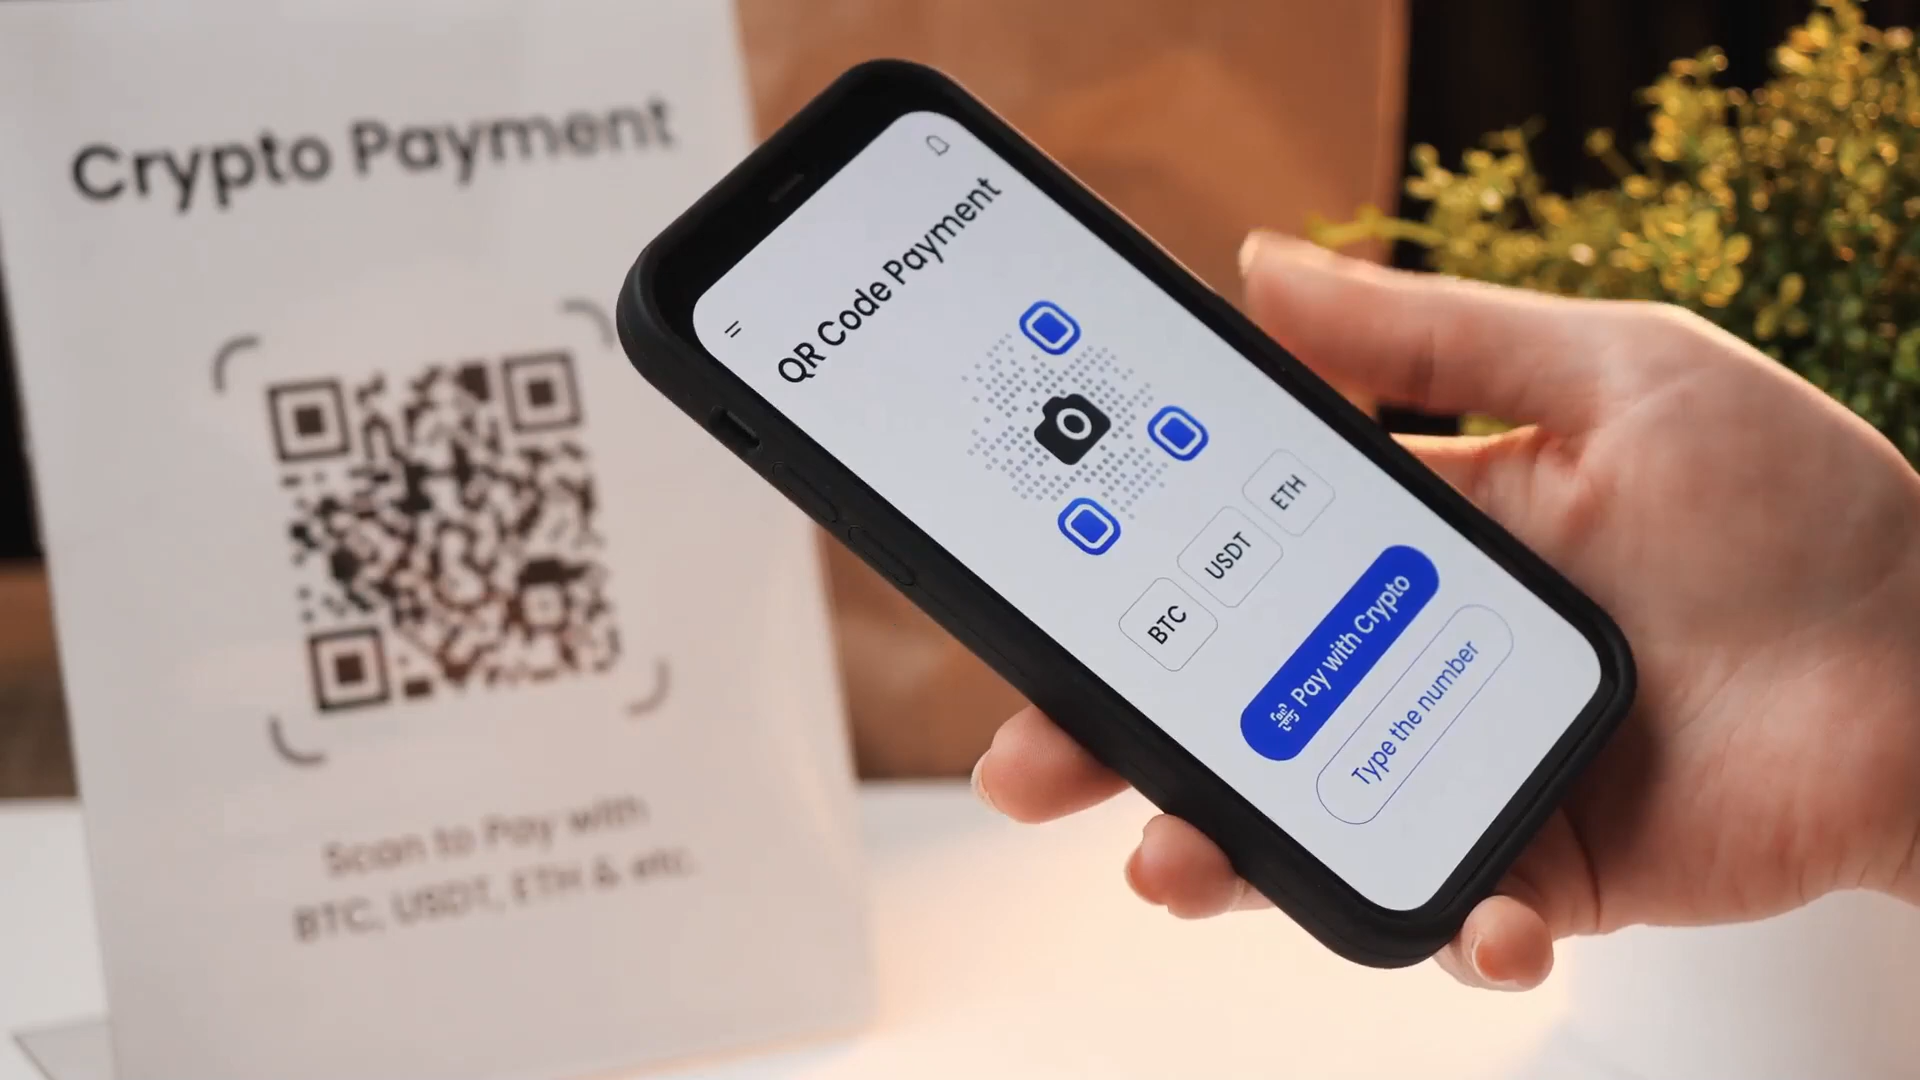 Crypto Payment
Scan to Pay with
BTC, USDT, ETH & etc.
QR Code Payment
BTC
USDT
ETH
Pay with Crypto
Type the number